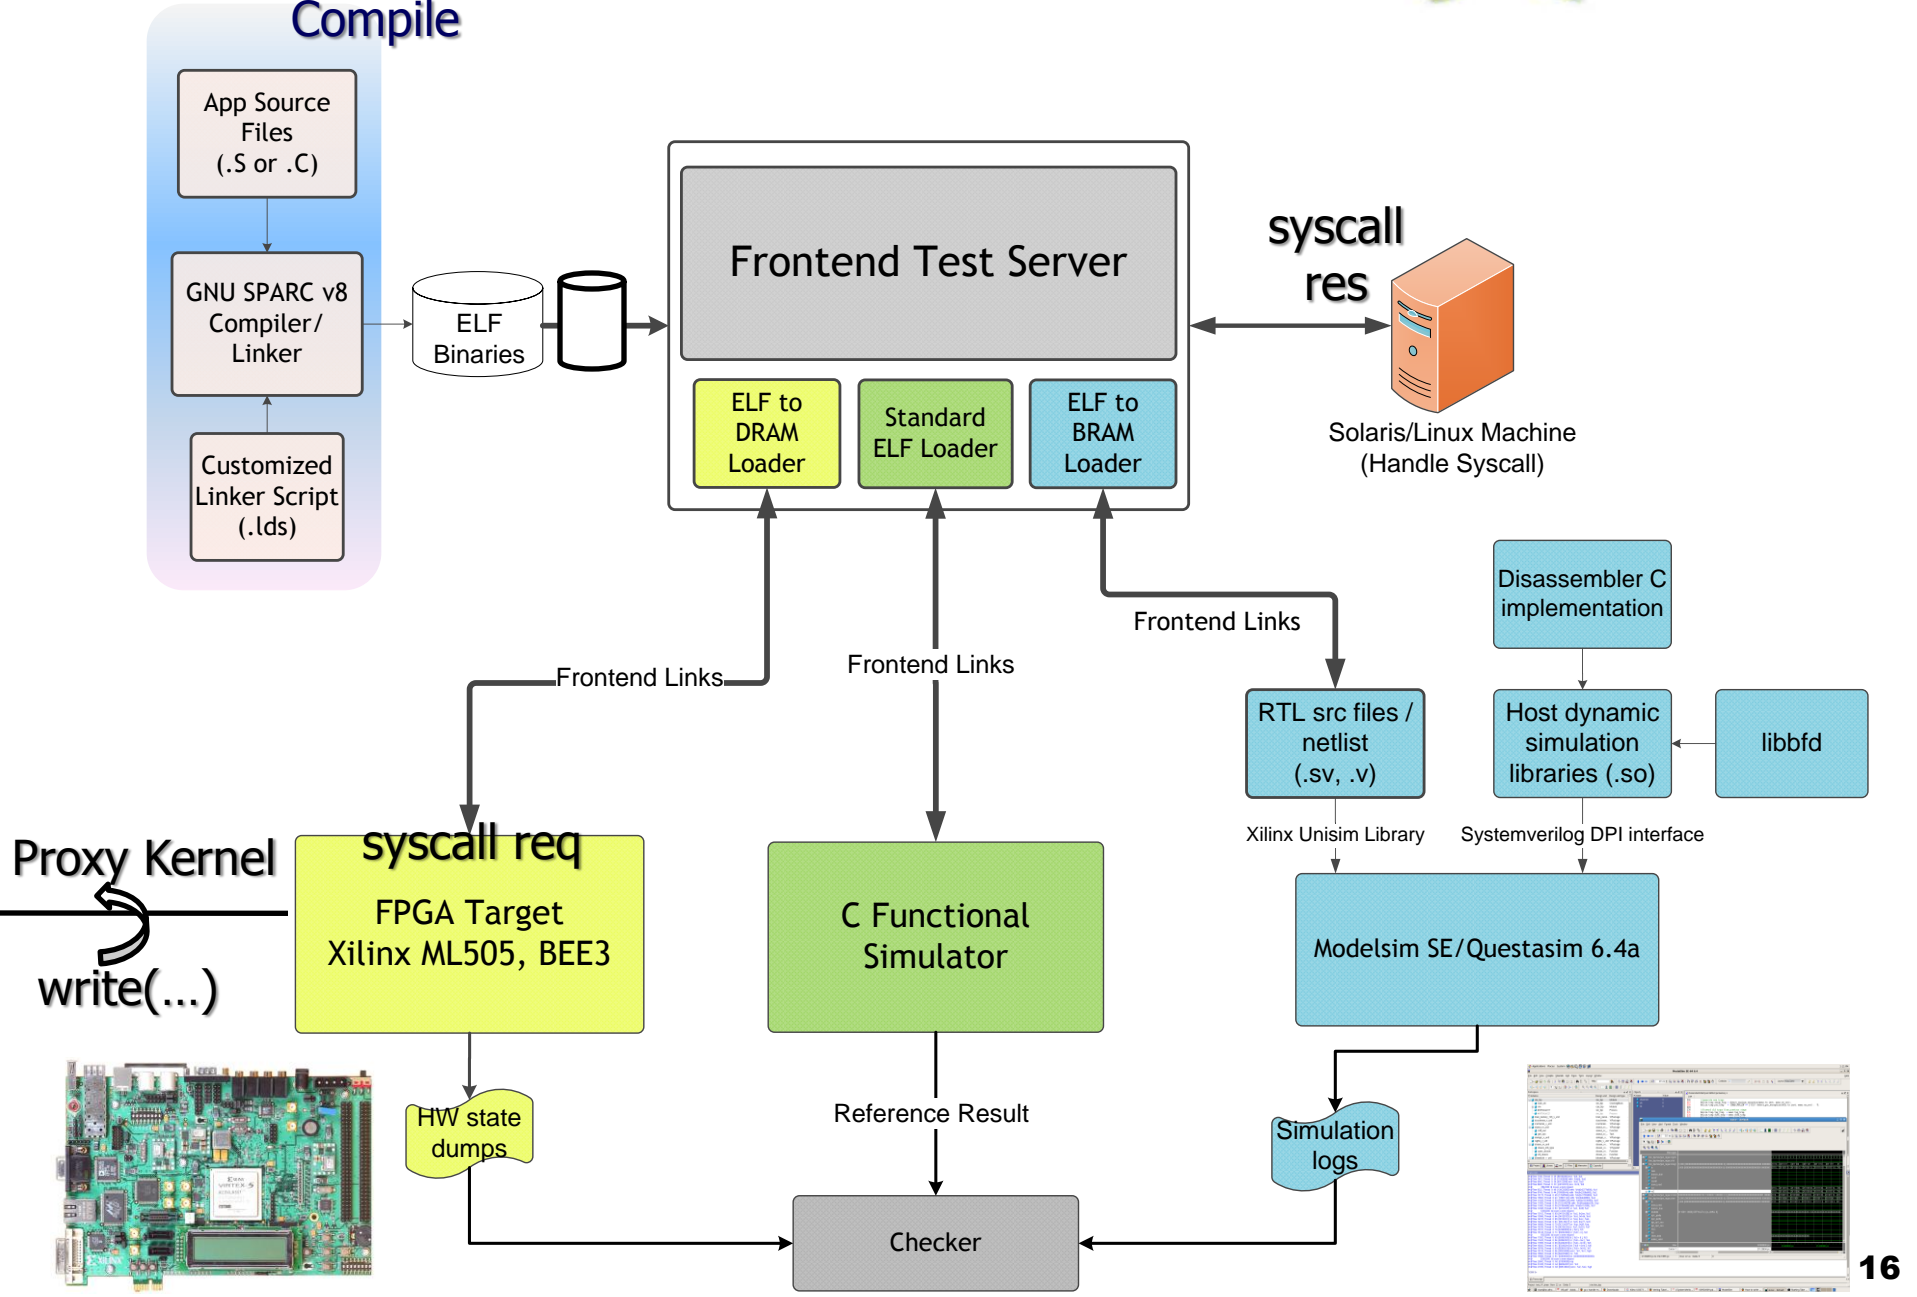 Compile
App Source
Files
(.S or .C)
GNU SPARC v8
Compiler/
Linker
Customized
Linker Script
(.lds)
ELF
Binaries
Frontend Test Server
ELF to
DRAM
Loader
Standard
ELF Loader
ELF to
BRAM
Loader
syscall
res
Solaris/Linux Machine
(Handle Syscall)
Frontend Links
Frontend Links
Frontend Links
Disassembler C
implementation
RTL src files /
netlist
(.sv, .v)
Host dynamic
simulation
libraries (.so)
libbfd
Xilinx Unisim Library
Systemverilog DPI interface
Proxy Kernel
write(...)
syscall req
FPGA Target
Xilinx ML505, BEE3
C Functional
Simulator
Modelsim SE/Questasim 6.4a
HW state
dumps
Reference Result
Simulation
logs
Checker
16